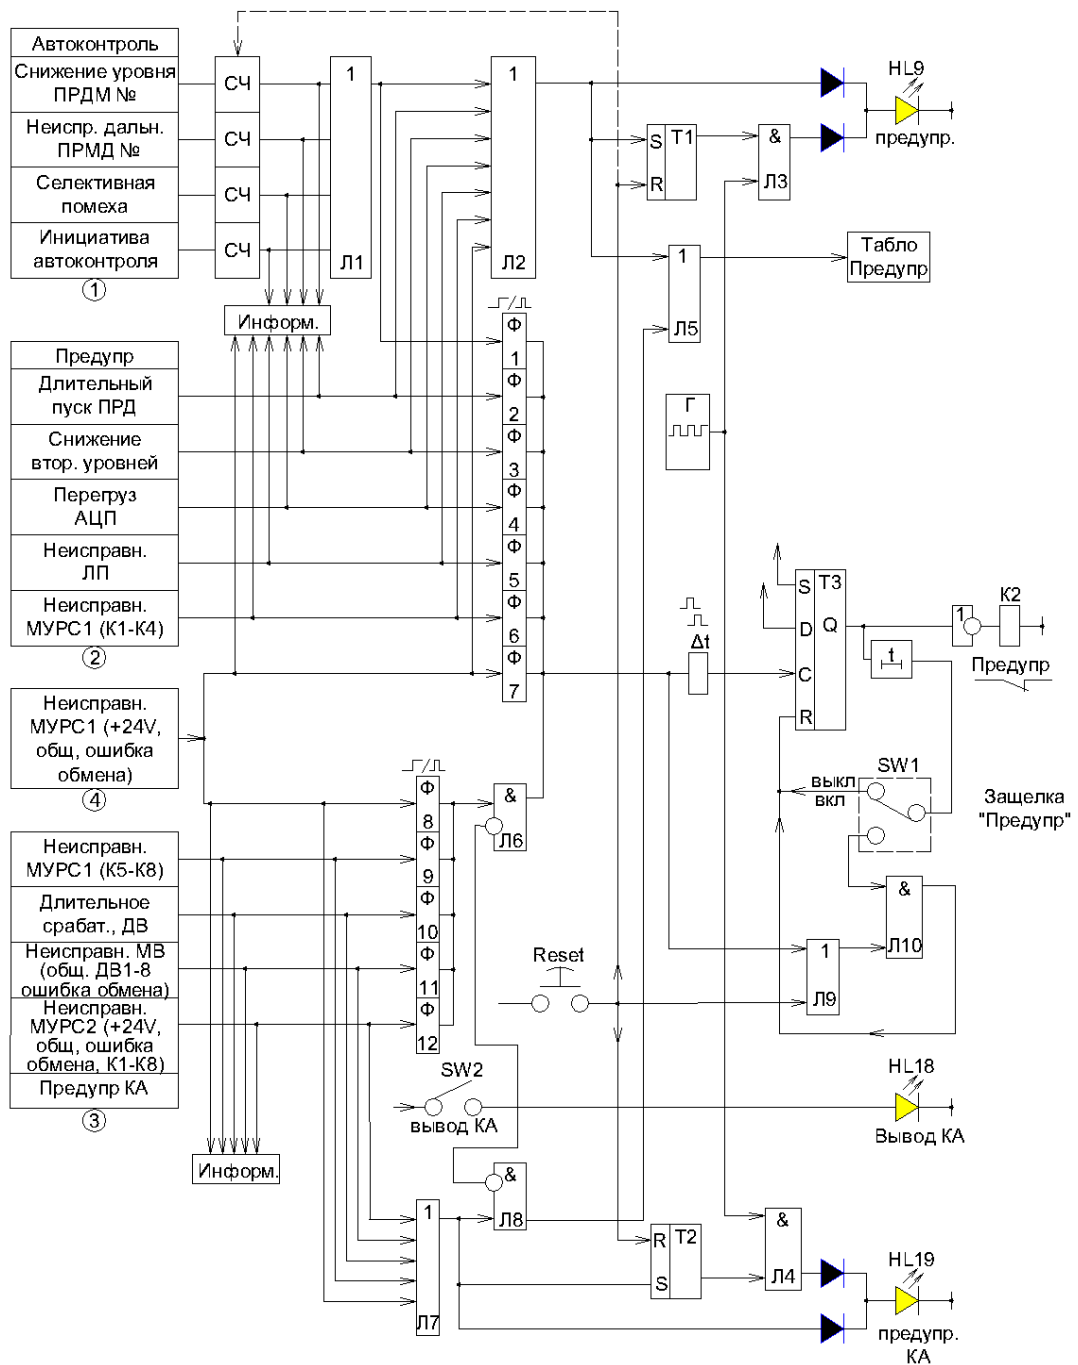 Автоконтроль
Снижение уровня
ПРДМ №
Неиспр. дальн.
ПРМД №
Селективная
помеха
Инициатива
автоконтроля
1
СЧ
СЧ
СЧ
СЧ
1
Л1
1
Л2
Информ.
S T1
R
&
Л3
HL9
предупр.
1
Л5
Табло
Предупр
Предупр
Длительный
пуск ПРД
Снижение
втор. уровней
Перегруз
АЦП
Неисправн.
ЛП
Неисправн.
МУРС1 (К1-К4)
2
Ф
1
Ф
2
Ф
3
Ф
4
Ф
5
Ф
6
Ф
7
Г
Δt
S T3
D Q
C
R
t
1
К2
Предупр
Неисправн.
МУРС1 (+24V,
общ, ошибка
обмена)
4
SW1
выкл
вкл
Защелка
"Предупр"
Неисправн.
МУРС1 (К5-К8)
Длительное
срабат., ДВ
Неисправн. МВ
(общ. ДВ1-8
ошибка обмена)
Неисправн.
МУРС2 (+24V,
общ, ошибка
обмена, К1-К8)
Предупр КА
3
Ф
8
Ф
9
Ф
10
Ф
11
Ф
12
&
Л6
Reset
1
Л9
&
Л10
SW2
вывод КА
HL18
Вывод КА
Информ.
1
Л7
&
Л8
R T2
S
&
Л4
HL19
предупр.
КА